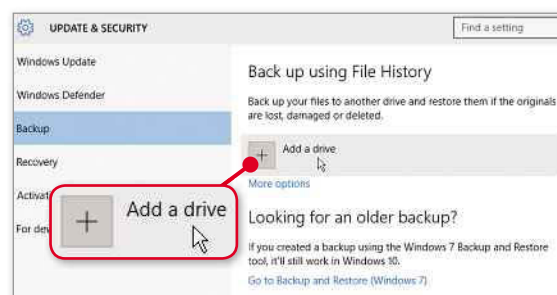 UPDATE & SECURITY
Find a setting
Windows Update
Windows Defender
Backup
Recovery
Activat
For dev
Back up using File History
Back up your files to another drive and restore them if the originals
are lost, damaged or deleted.
Add a drive
More options
Add a drive
Looking for an older backup?
If you created a backup using the Windows 7 Backup and Restore
tool, it'll still work in Windows 10.
Go to Backup and Restore (Windows 7)